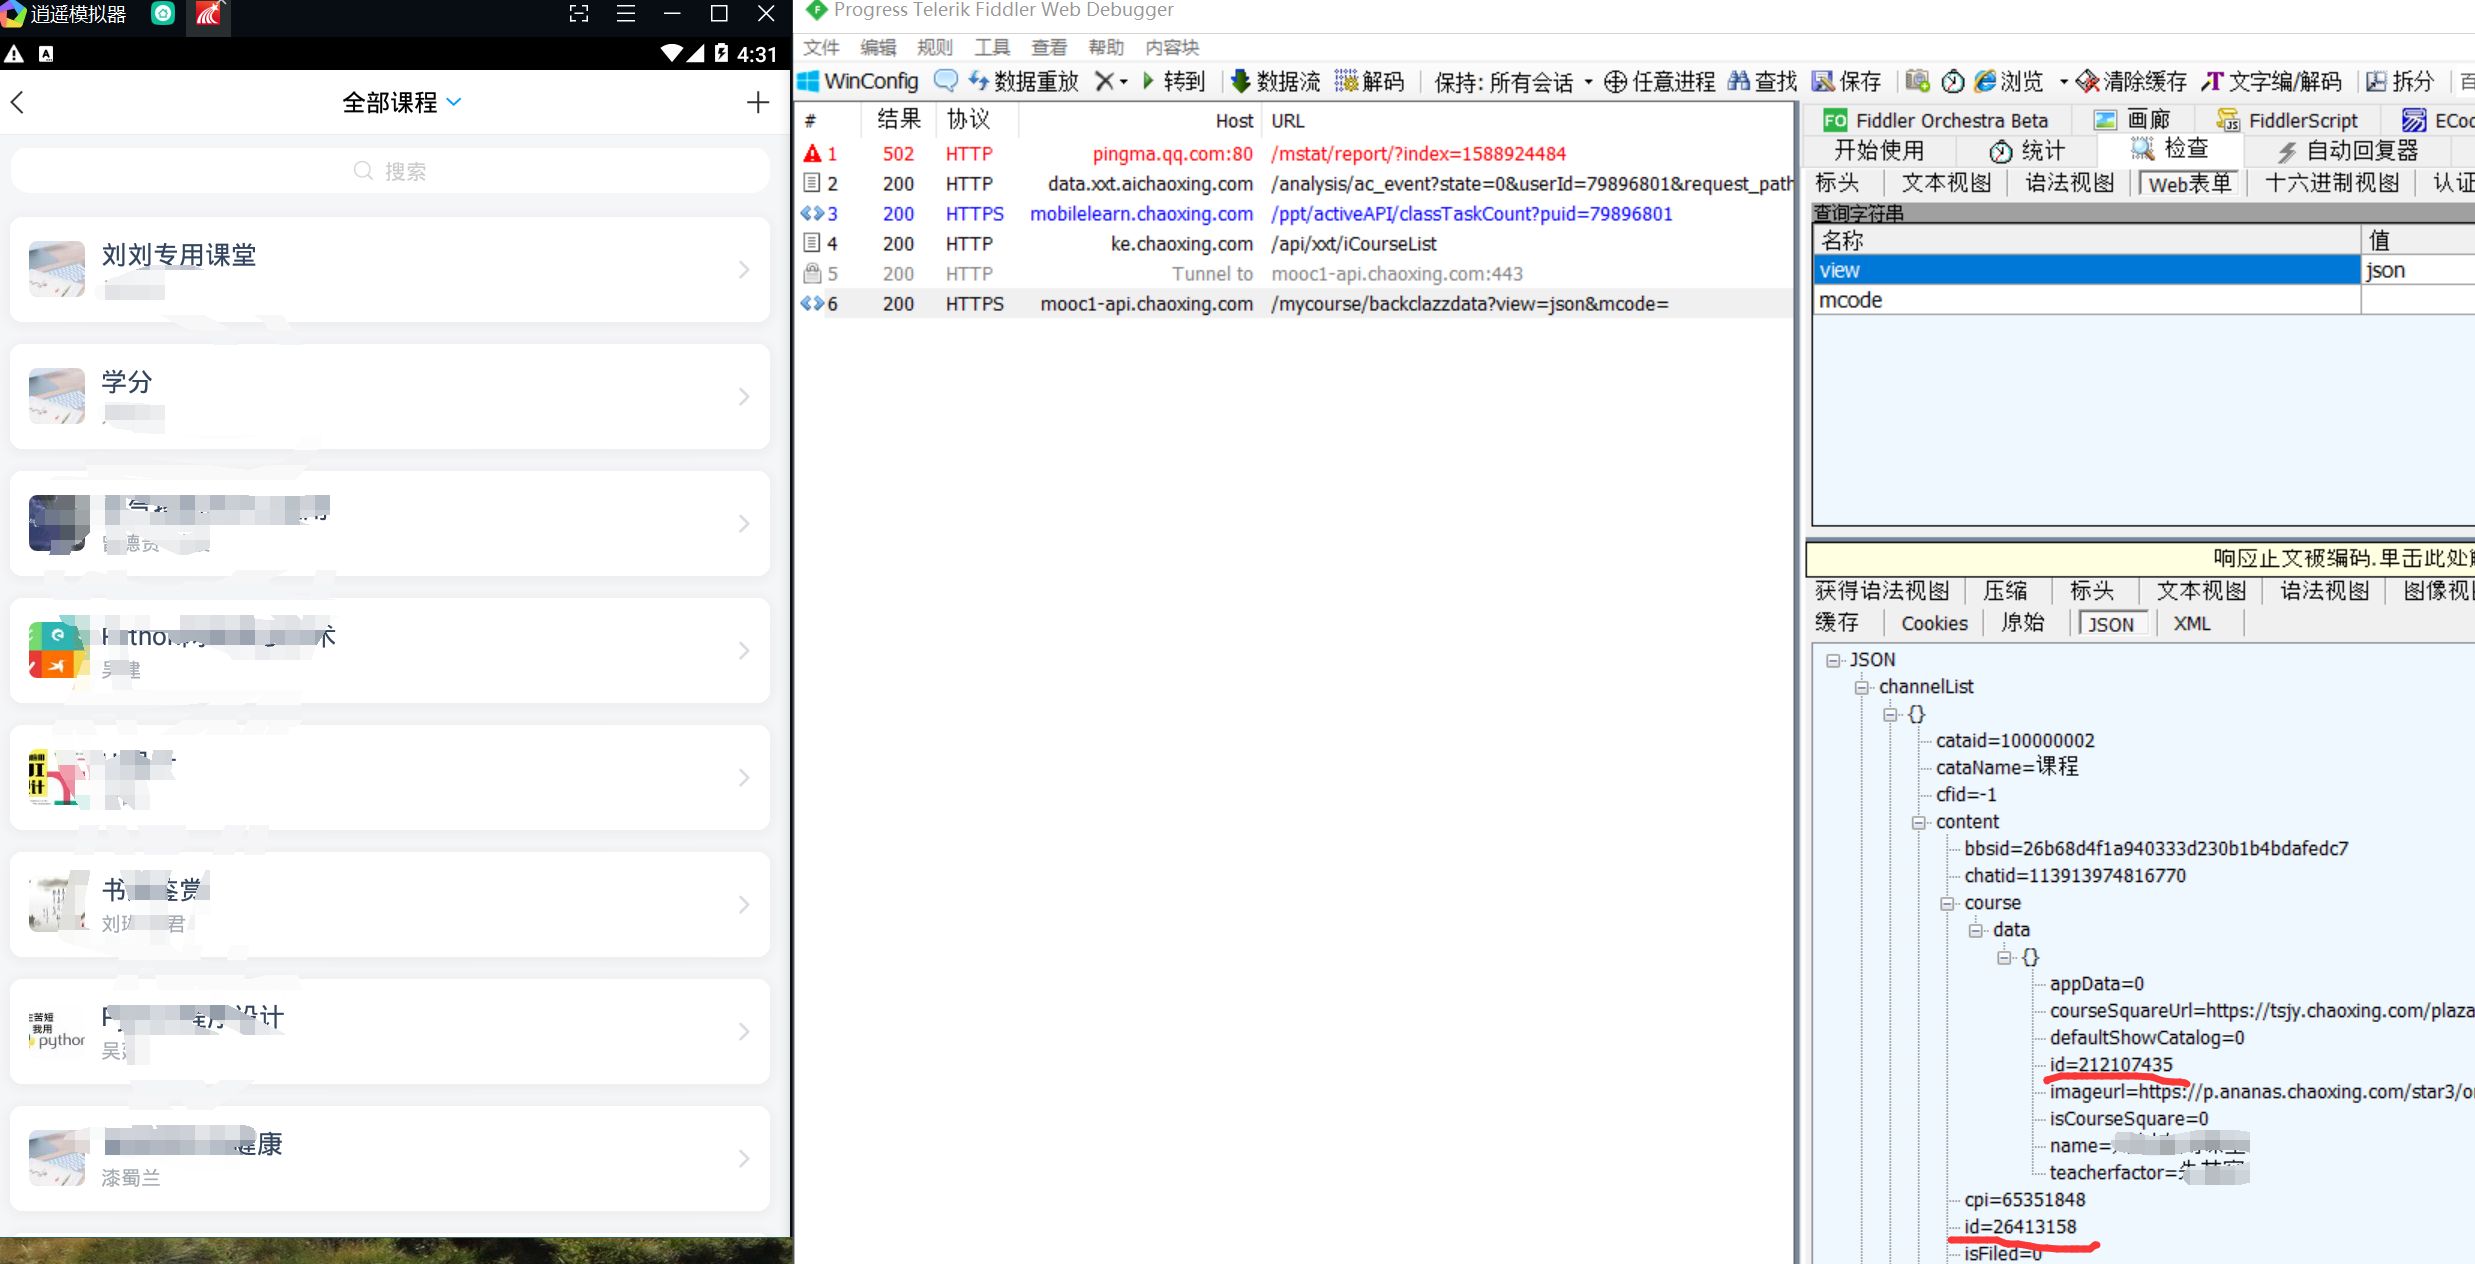 逍遥模拟器
4:31
全部课程
搜索
刘刘专用课堂
学分
术
书 鉴赏
刘 君
生苦短
我用
python
设计
吴
健康
漆蜀兰
Progress Telerik Fiddler Web Debugger
文件 编辑 规则 工具 查看 帮助 内容块
WinConfig 数据重放 转到 数据流 解码 保持: 所有会话 任意进程 查找 保存 浏览 清除缓存 文字编/解码 拆分
# 结果 协议 Host URL
1 502 HTTP pingma.qq.com:80 /mstat/report/?index=1588924484
2 200 HTTP data.xxt.aichaoxing.com /analysis/ac_event?state=0&userId=79896801&request_path
3 200 HTTPS mobilelearn.chaoxing.com /ppt/activeAPI/classTaskCount?puid=79896801
4 200 HTTP ke.chaoxing.com /api/xxt/iCourseList
5 200 HTTP Tunnel to mooc1-api.chaoxing.com:443
6 200 HTTPS mooc1-api.chaoxing.com /mycourse/backclazzdata?view=json&mcode=
FO Fiddler Orchestra Beta 画廊 FiddlerScript
开始使用 统计 检查 自动回复器
标头 文本视图 语法视图 Web表单 十六进制视图 认证
查询字符串
名称 值
view json
mcode
响应正文被编码.单击此处
获得语法视图 压缩 标头 文本视图 语法视图 图像视
缓存 Cookies 原始 JSON XML
JSON
channelList
{}
cataid=100000002
cataName=课程
cfid=-1
content
bbsid=26b68d4f1a940333d230b1b4bdafedc7
chatid=113913974816770
course
data
{}
appData=0
courseSquareUrl=https://tsjy.chaoxing.com/plaza
defaultShowCatalog=0
id=212107435
imageurl=https://p.ananas.chaoxing.com/star3/o
isCourseSquare=0
name=
teacherfactor=
cpi=65351848
id=26413158
isFiled=0